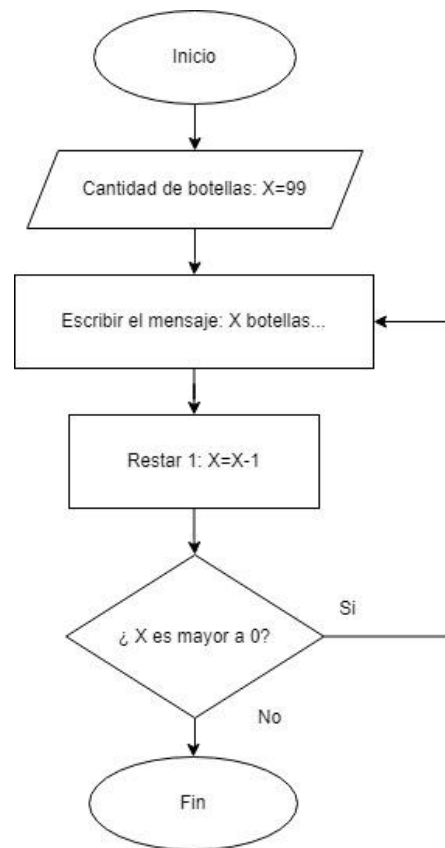 Inicio
Cantidad de botellas: X=99
Escribir el mensaje: X botellas...
Restar 1: X=X-1
¿ X es mayor a 0?
Si
No
Fin